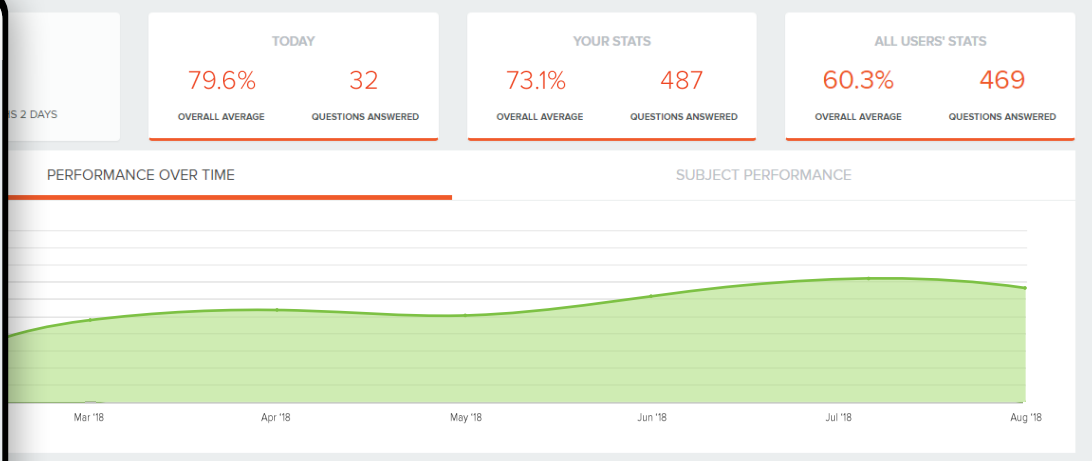 TODAY
79.6% 32
OVERALL AVERAGE QUESTIONS ANSWERED
YOUR STATS
73.1% 487
OVERALL AVERAGE QUESTIONS ANSWERED
ALL USERS' STATS
60.3% 469
OVERALL AVERAGE QUESTIONS ANSWERED
2 DAYS
PERFORMANCE OVER TIME
SUBJECT PERFORMANCE
Mar '18 Apr '18 May '18 Jun '18 Jul '18 Aug '18